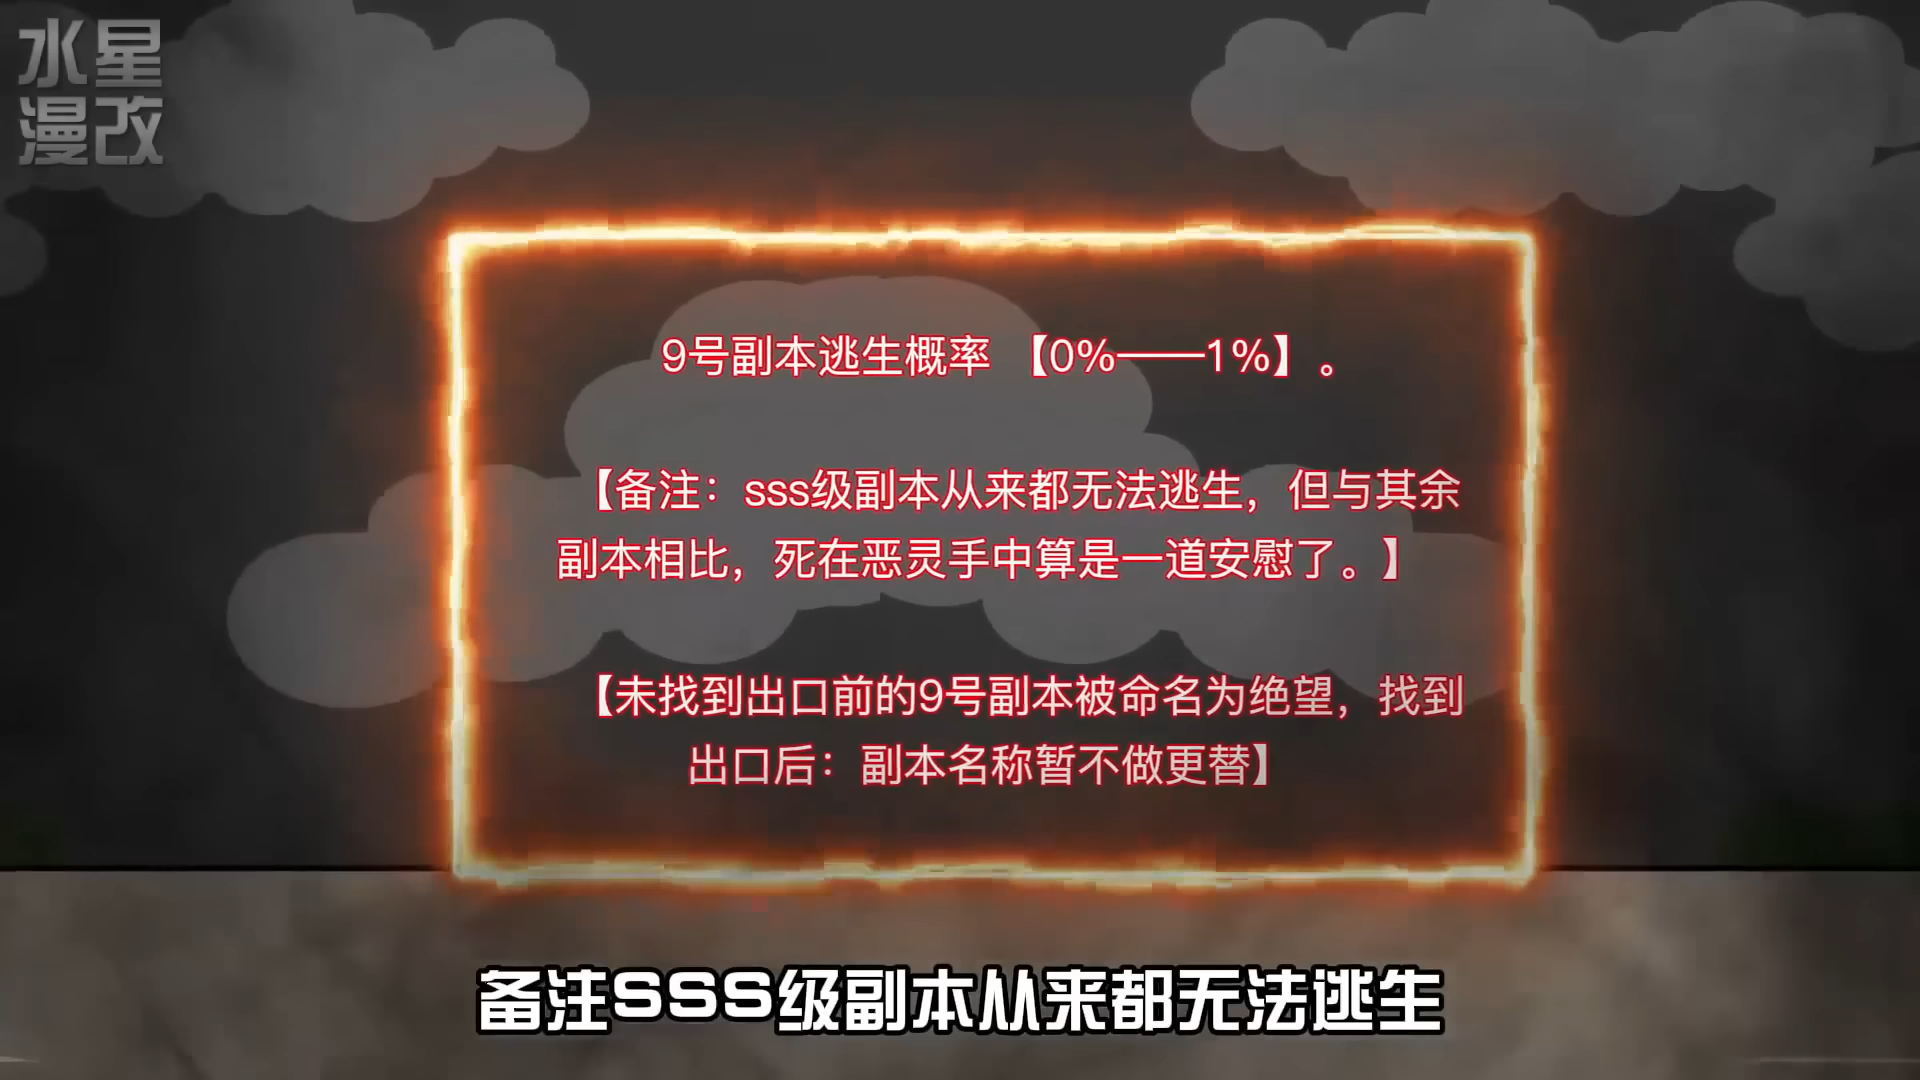 水星
漫改
9号副本逃生概率 【0%——1%】。
【备注：sss级副本从来都无法逃生，但与其余
副本相比，死在恶灵手中算是一道安慰了。】
【未找到出口前的9号副本被命名为绝望，找到
出口后：副本名称暂不做更替】
备注SSS级副本从来都无法逃生